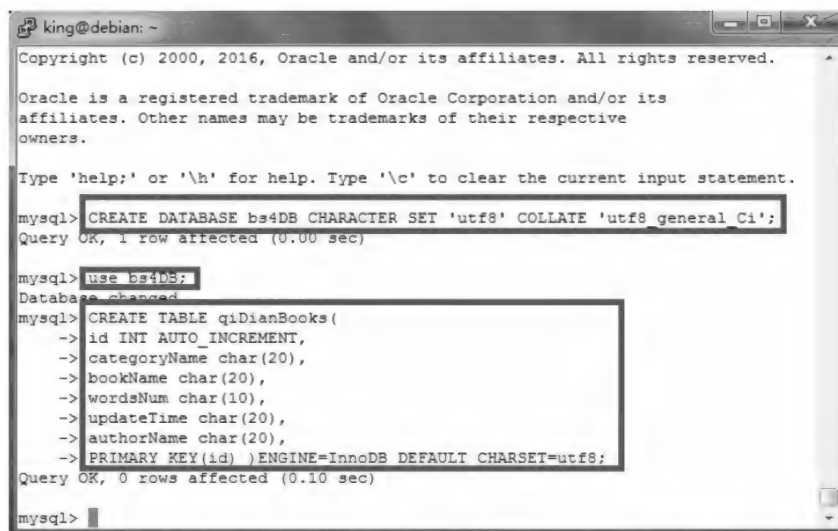 king@debian: ~
Copyright (c) 2000, 2016, Oracle and/or its affiliates. All rights reserved.
Oracle is a registered trademark of Oracle Corporation and/or its
affiliates. Other names may be trademarks of their respective
owners.
Type 'help;' or '\h' for help. Type '\c' to clear the current input statement.
mysql> CREATE DATABASE bs4DB CHARACTER SET 'utf8' COLLATE 'utf8_general_Ci';
Query OK, 1 row affected (0.00 sec)
mysql> use bs4DB;
Database changed
mysql> CREATE TABLE qiDianBooks(
-> id INT AUTO_INCREMENT,
-> categoryName char(20),
-> bookName char(20),
-> wordsNum char(10),
-> updateTime char(20),
-> authorName char(20),
-> PRIMARY KEY(id) )ENGINE=InnoDB DEFAULT CHARSET=utf8;
Query OK, 0 rows affected (0.10 sec)
mysql>